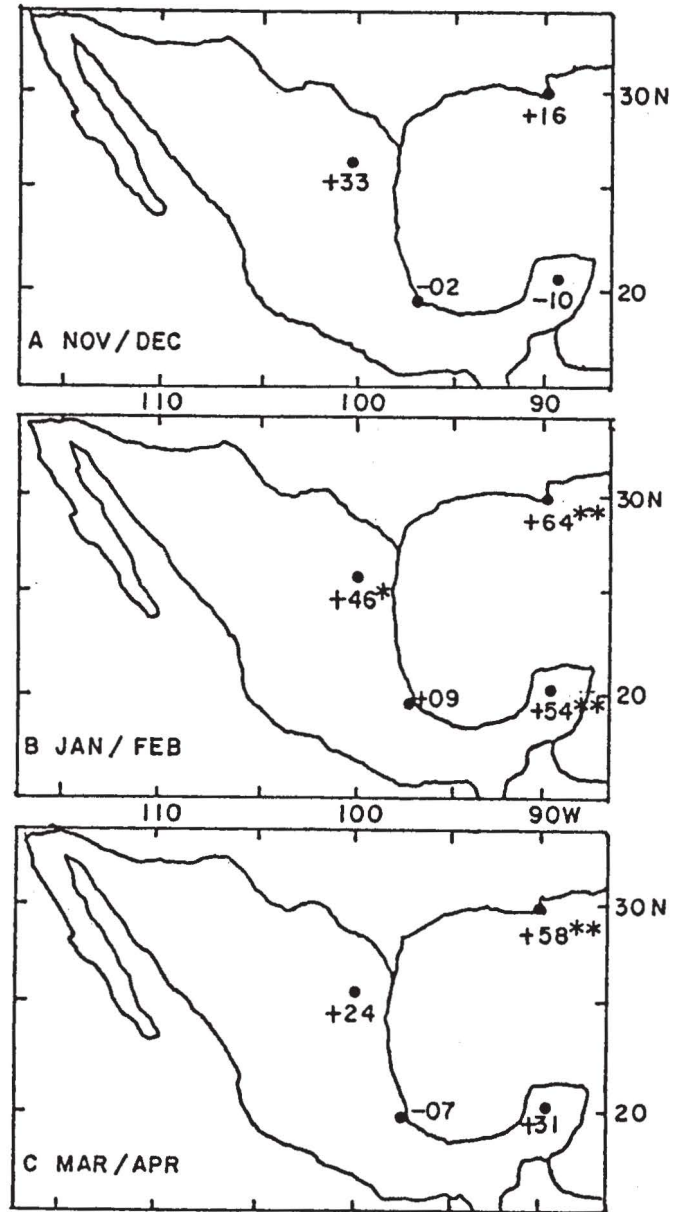 30N
+16
+33
-02
-10
20
A NOV/DEC
110 100 90
30N
+64**
+46*
+09
+54**
20
B JAN/FEB
110 100 90W
30N
+58**
+24
-07
+31
20
C MAR/APR